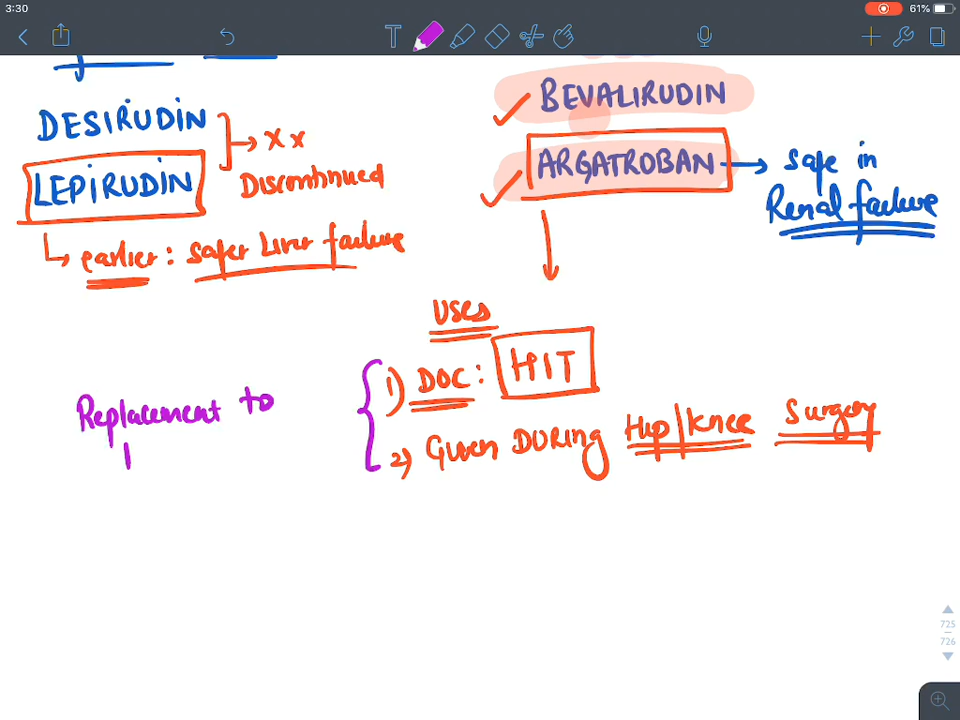 3:30
61%
T
DESIRUDIN
→ X x
Discontinued
LEPIRUDIN
↳ earlier : safer Liver failure
✓ BEVALIRUDIN
✓ ARGATROBAN → safe in
Renal failure
Uses
1) DOC : HIT
2) Given DURING Hip/Knee Surgery
Replacement to
725
726